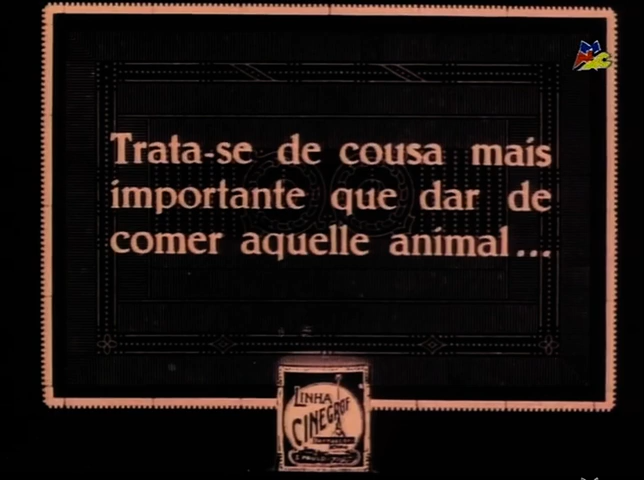 Trata-se de cousa mais
importante que dar de
comer aquelle animal...
LINHA
CINEGRAF